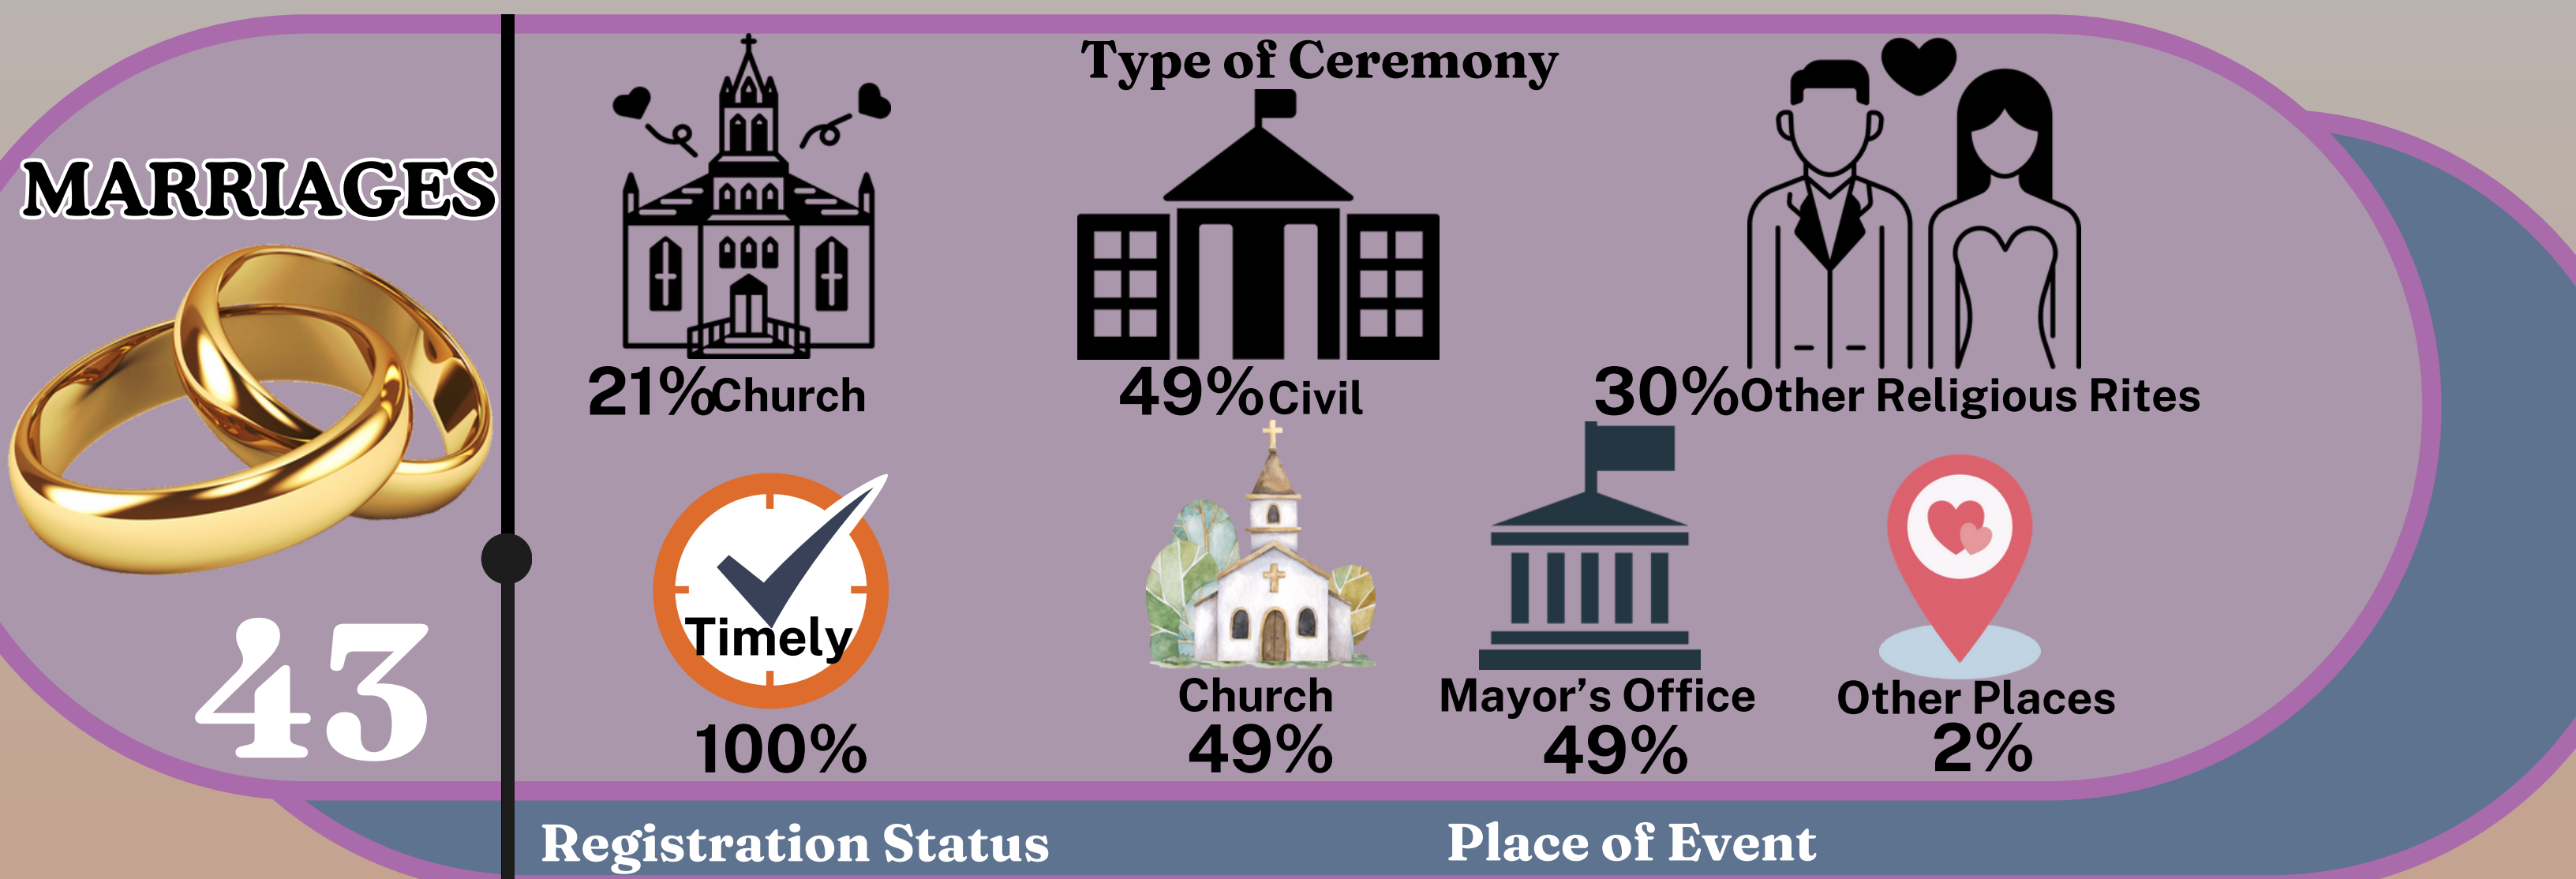 MARRIAGES
43
Type of Ceremony
21% Church
49% Civil
30% Other Religious Rites
Timely
100%
Church
49%
Mayor’s Office
49%
Other Places
2%
Registration Status
Place of Event